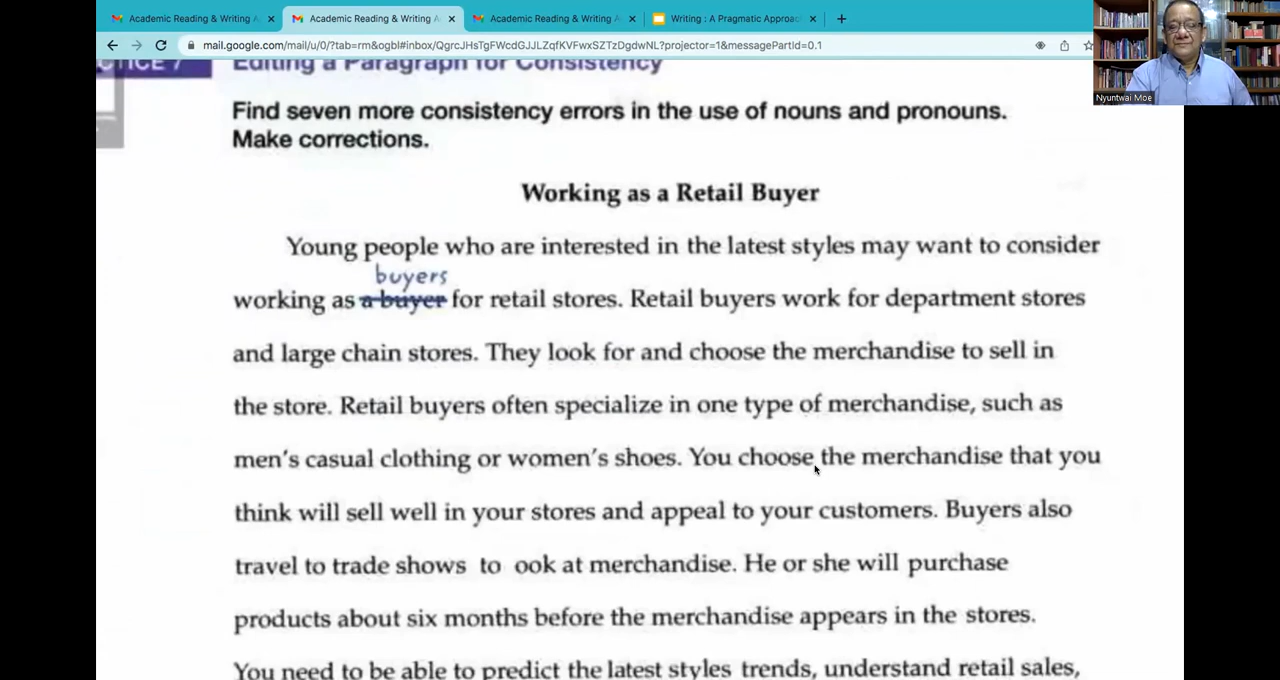 Academic Reading & Writing A
Academic Reading & Writing A
Academic Reading & Writing A
Writing : A Pragmatic Approac
mail.google.com/mail/u/0/?tab=rm&ogbl#inbox/QgrcJHsTgFWcdGJJLZqfKVFwxSZTzDgdwNL?projector=1&messagePartId=0.1
Nyuntwai Moe
Editing a Paragraph for Consistency
Find seven more consistency errors in the use of nouns and pronouns.
Make corrections.
Working as a Retail Buyer
Young people who are interested in the latest styles may want to consider
buyers
working as a buyer for retail stores. Retail buyers work for department stores
and large chain stores. They look for and choose the merchandise to sell in
the store. Retail buyers often specialize in one type of merchandise, such as
men's casual clothing or women's shoes. You choose the merchandise that you
think will sell well in your stores and appeal to your customers. Buyers also
travel to trade shows to ook at merchandise. He or she will purchase
products about six months before the merchandise appears in the stores.
You need to be able to predict the latest styles trends, understand retail sales,